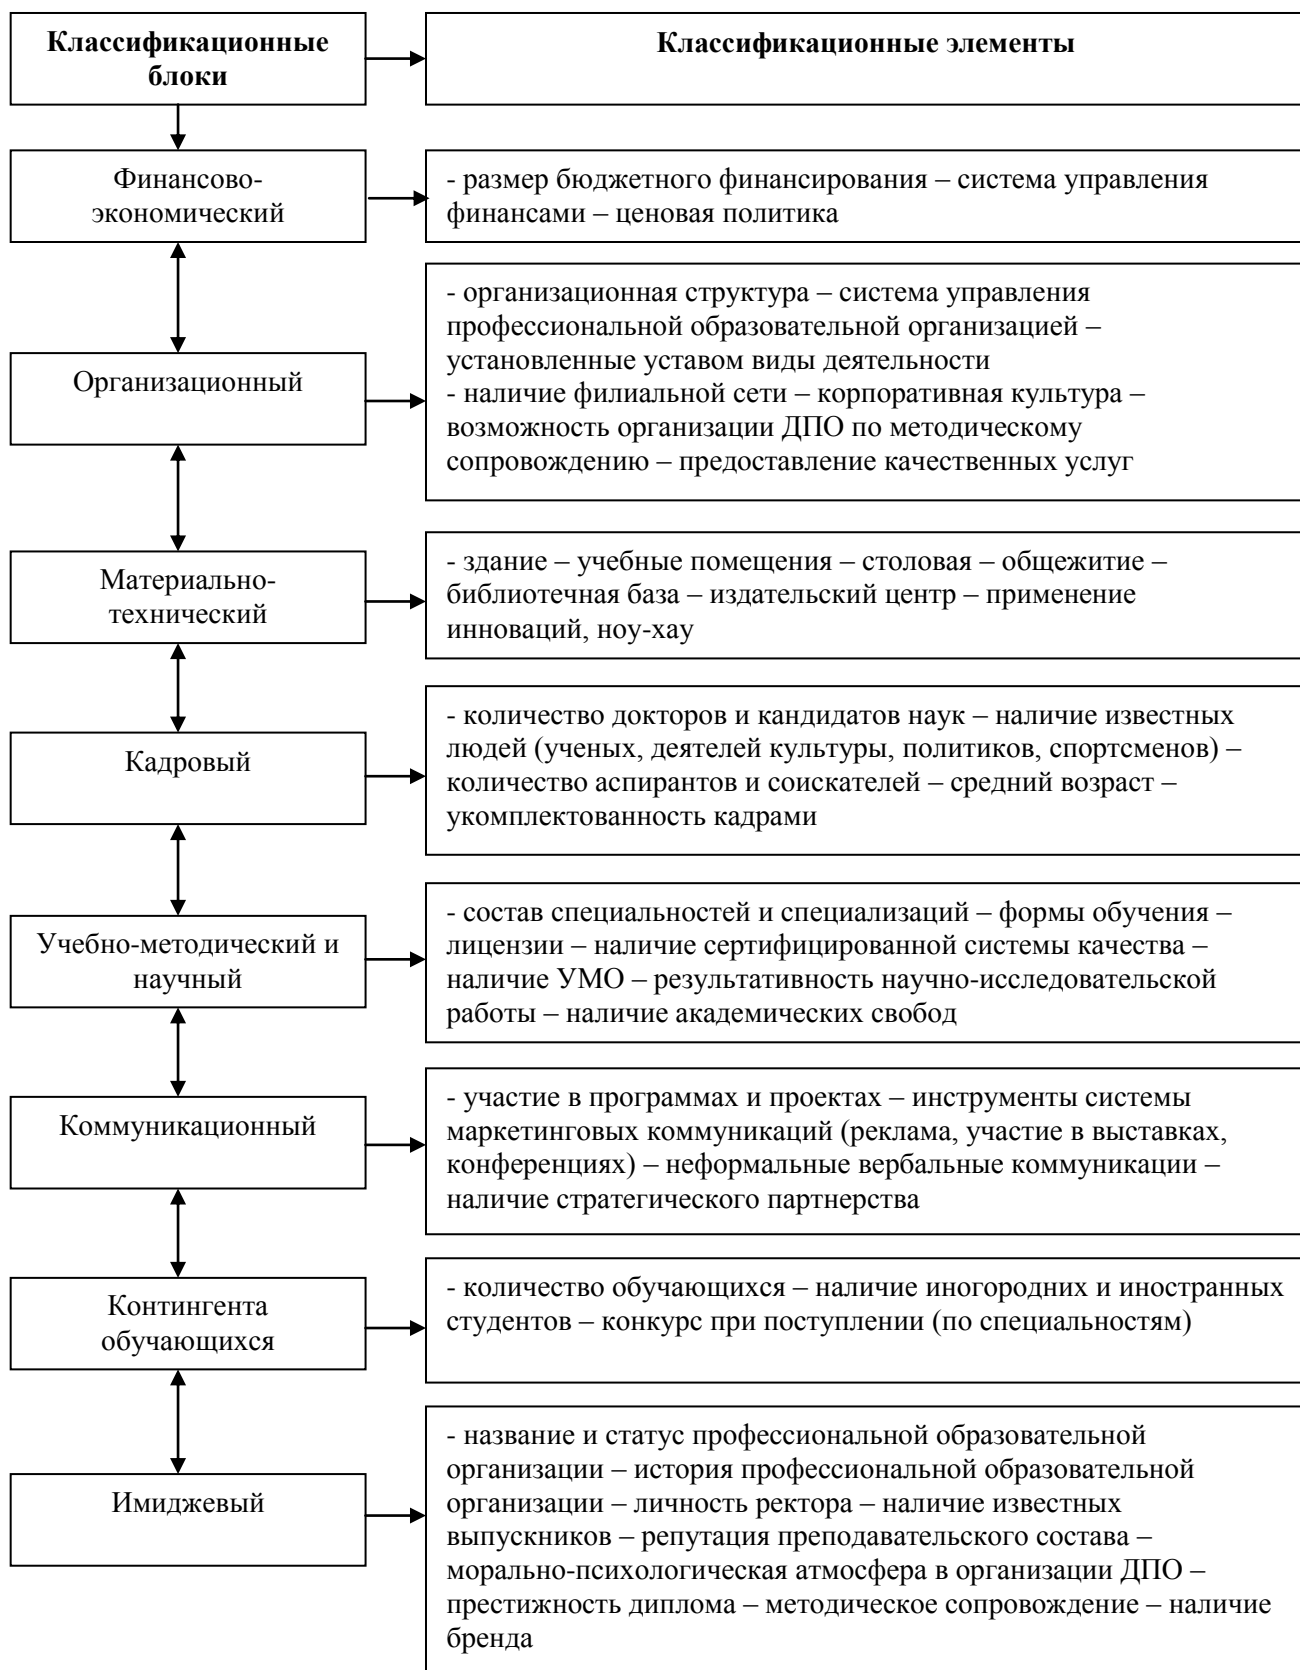 Классификационные
блоки
Классификационные элементы
Финансово-
экономический
- размер бюджетного финансирования – система управления
финансами – ценовая политика
Организационный
- организационная структура – система управления
профессиональной образовательной организацией –
установленные уставом виды деятельности
- наличие филиальной сети – корпоративная культура –
возможность организации ДПО по методическому
сопровождению – предоставление качественных услуг
Материально-
технический
- здание – учебные помещения – столовая – общежитие –
библиотечная база – издательский центр – применение
инноваций, ноу-хау
Кадровый
- количество докторов и кандидатов наук – наличие известных
людей (ученых, деятелей культуры, политиков, спортсменов) –
количество аспирантов и соискателей – средний возраст –
укомплектованность кадрами
Учебно-методический и
научный
- состав специальностей и специализаций – формы обучения –
лицензии – наличие сертифицированной системы качества –
наличие УМО – результативность научно-исследовательской
работы – наличие академических свобод
Коммуникационный
- участие в программах и проектах – инструменты системы
маркетинговых коммуникаций (реклама, участие в выставках,
конференциях) – неформальные вербальные коммуникации –
наличие стратегического партнерства
Контингента
обучающихся
- количество обучающихся – наличие иногородних и иностранных
студентов – конкурс при поступлении (по специальностям)
Имиджевый
- название и статус профессиональной образовательной
организации – история профессиональной образовательной
организации – личность ректора – наличие известных
выпускников – репутация преподавательского состава –
морально-психологическая атмосфера в организации ДПО –
престижность диплома – методическое сопровождение – наличие
бренда